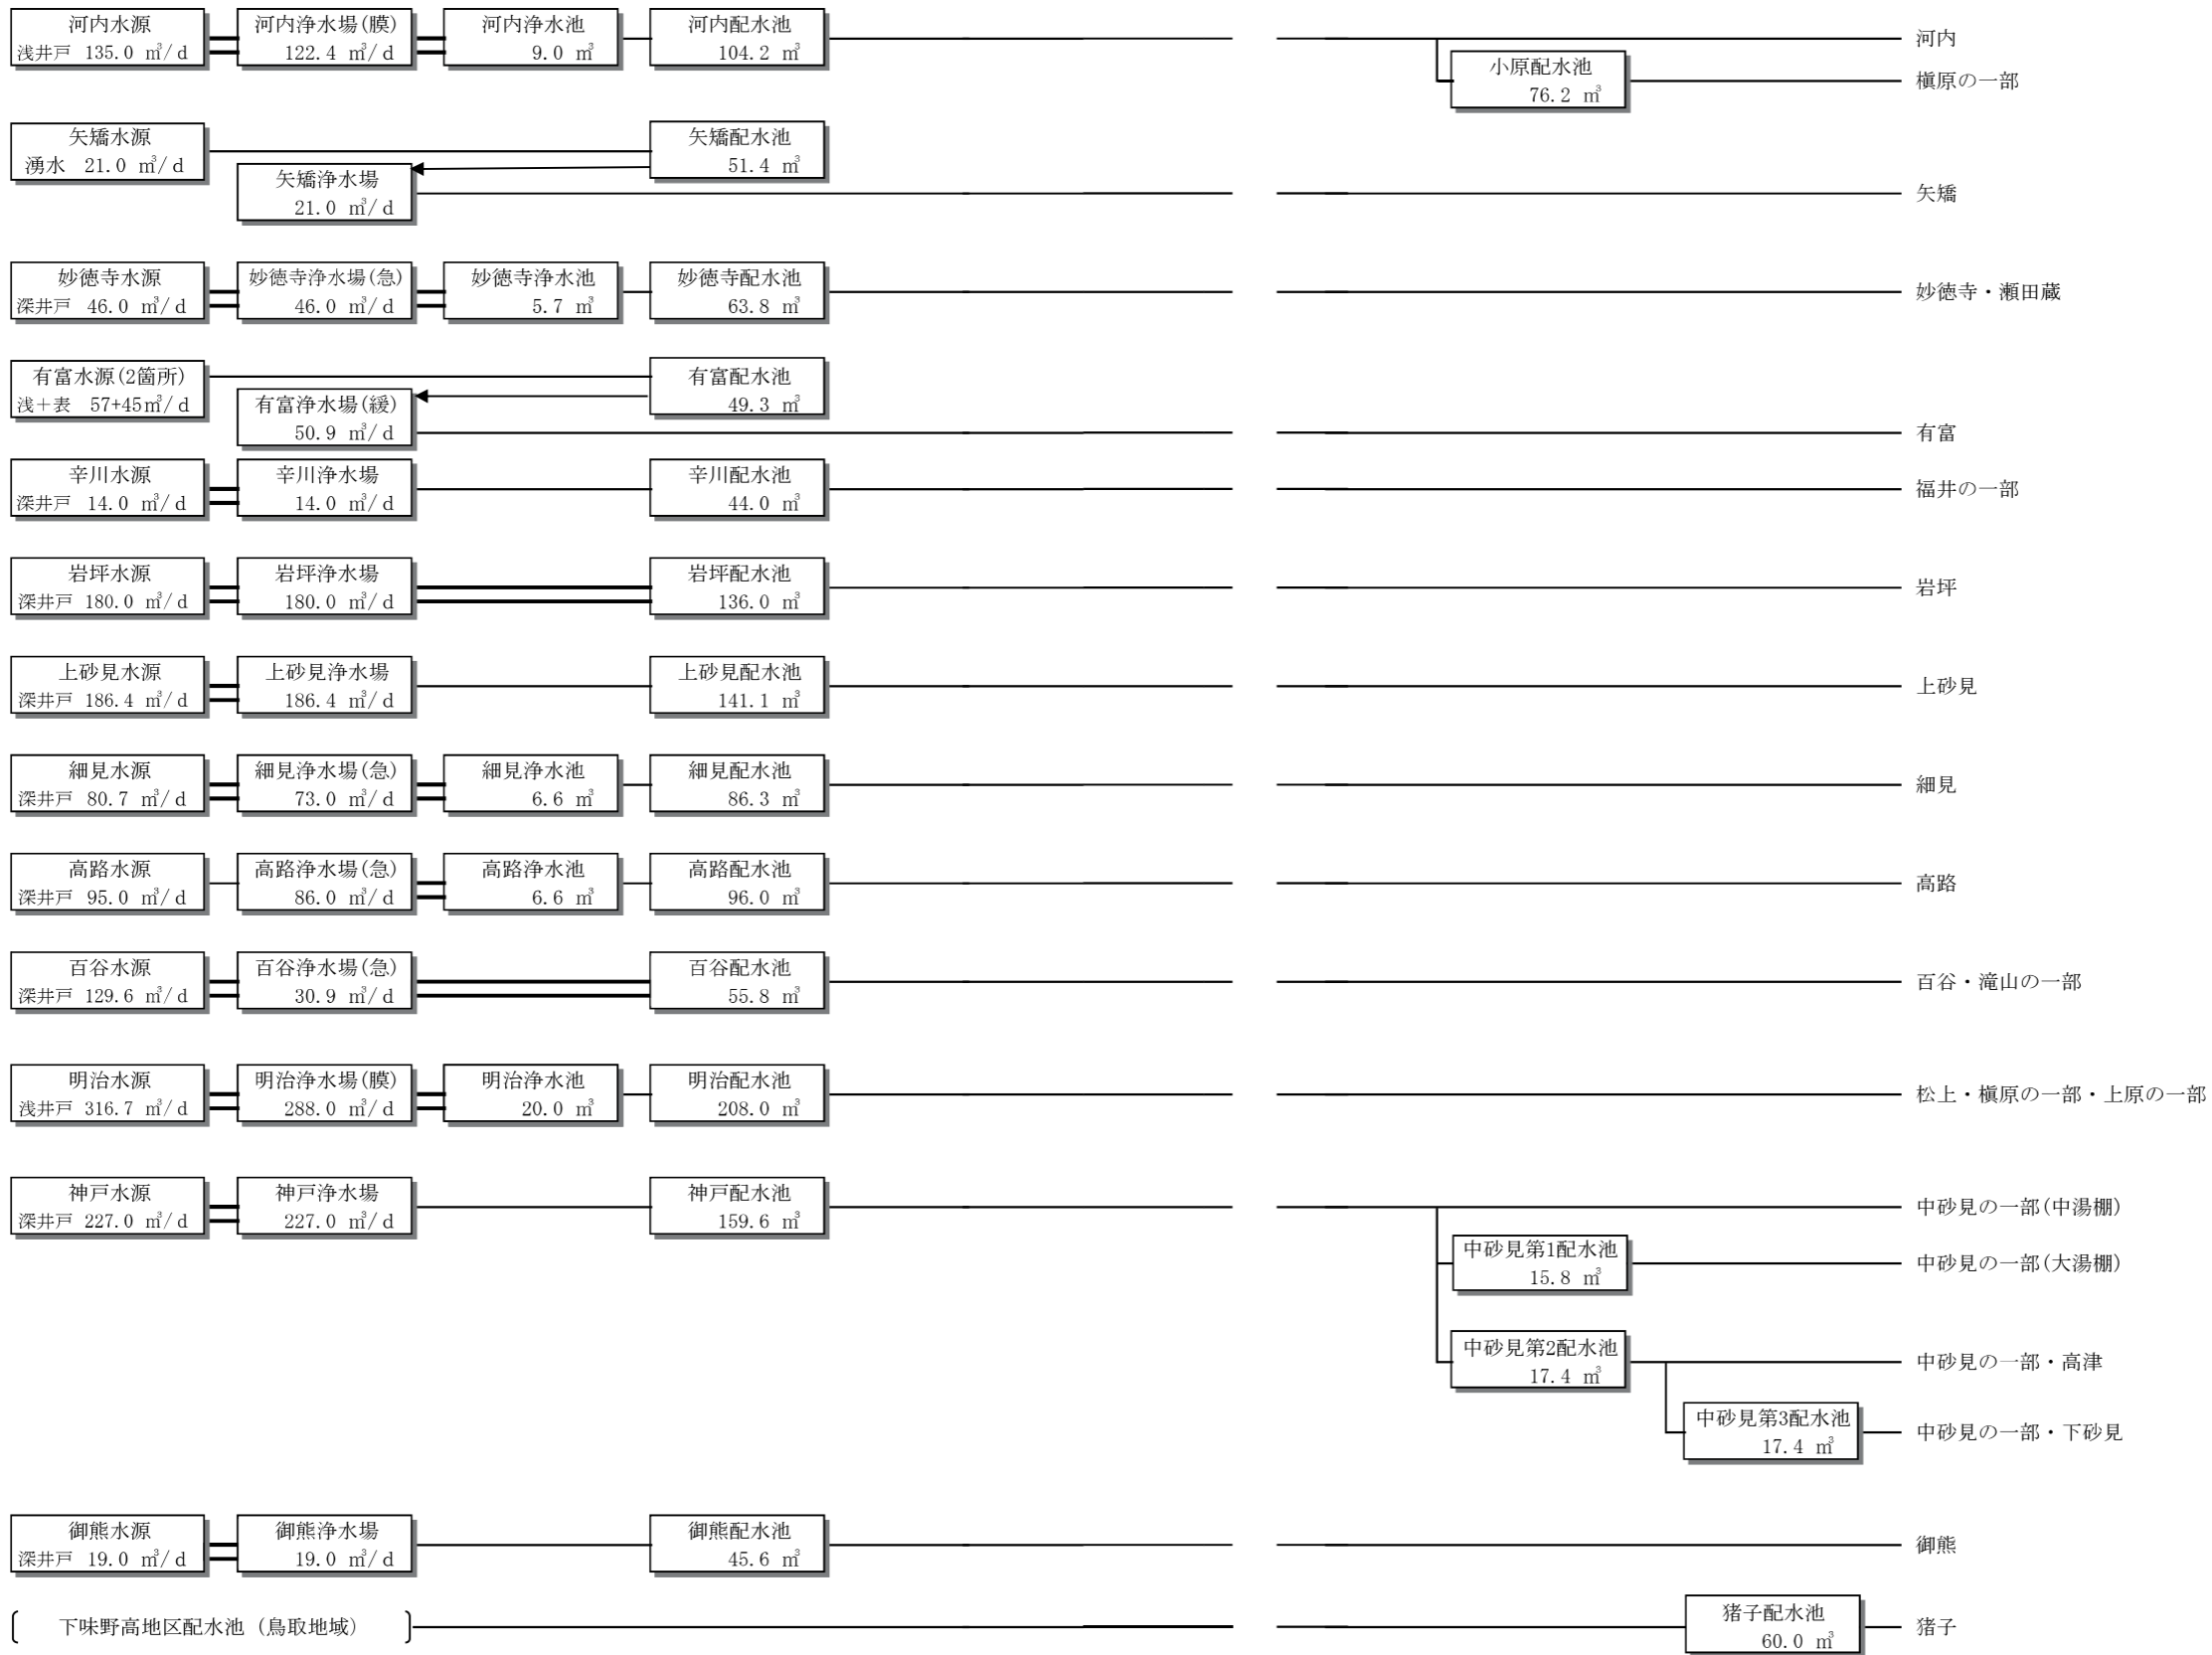 河内水源
浅井戸 135.0 ㎥/d
河内浄水場(膜)
122.4 ㎥/d
河内浄水池
9.0 ㎥
河内配水池
104.2 ㎥
河内
小原配水池
76.2 ㎥
槇原の一部
矢矯水源
湧水 21.0 ㎥/d
矢矯浄水場
21.0 ㎥/d
矢矯配水池
51.4 ㎥
矢矯
妙徳寺水源
深井戸 46.0 ㎥/d
妙徳寺浄水場(急)
46.0 ㎥/d
妙徳寺浄水池
5.7 ㎥
妙徳寺配水池
63.8 ㎥
妙徳寺・瀬田蔵
有富水源(2箇所)
浅＋表 57+45㎥/d
有富浄水場(緩)
50.9 ㎥/d
有富配水池
49.3 ㎥
有富
辛川水源
深井戸 14.0 ㎥/d
辛川浄水場
14.0 ㎥/d
辛川配水池
44.0 ㎥
福井の一部
岩坪水源
深井戸 180.0 ㎥/d
岩坪浄水場
180.0 ㎥/d
岩坪配水池
136.0 ㎥
岩坪
上砂見水源
深井戸 186.4 ㎥/d
上砂見浄水場
186.4 ㎥/d
上砂見配水池
141.1 ㎥
上砂見
細見水源
深井戸 80.7 ㎥/d
細見浄水場(急)
73.0 ㎥/d
細見浄水池
6.6 ㎥
細見配水池
86.3 ㎥
細見
高路水源
深井戸 95.0 ㎥/d
高路浄水場(急)
86.0 ㎥/d
高路浄水池
6.6 ㎥
高路配水池
96.0 ㎥
高路
百谷水源
深井戸 129.6 ㎥/d
百谷浄水場(急)
30.9 ㎥/d
百谷配水池
55.8 ㎥
百谷・滝山の一部
明治水源
浅井戸 316.7 ㎥/d
明治浄水場(膜)
288.0 ㎥/d
明治浄水池
20.0 ㎥
明治配水池
208.0 ㎥
松上・槇原の一部・上原の一部
神戸水源
深井戸 227.0 ㎥/d
神戸浄水場
227.0 ㎥/d
神戸配水池
159.6 ㎥
中砂見の一部(中湯棚)
中砂見第1配水池
15.8 ㎥
中砂見の一部(大湯棚)
中砂見第2配水池
17.4 ㎥
中砂見の一部・高津
中砂見第3配水池
17.4 ㎥
中砂見の一部・下砂見
御熊水源
深井戸 19.0 ㎥/d
御熊浄水場
19.0 ㎥/d
御熊配水池
45.6 ㎥
御熊
下味野高地区配水池 (鳥取地域)
猪子配水池
60.0 ㎥
猪子